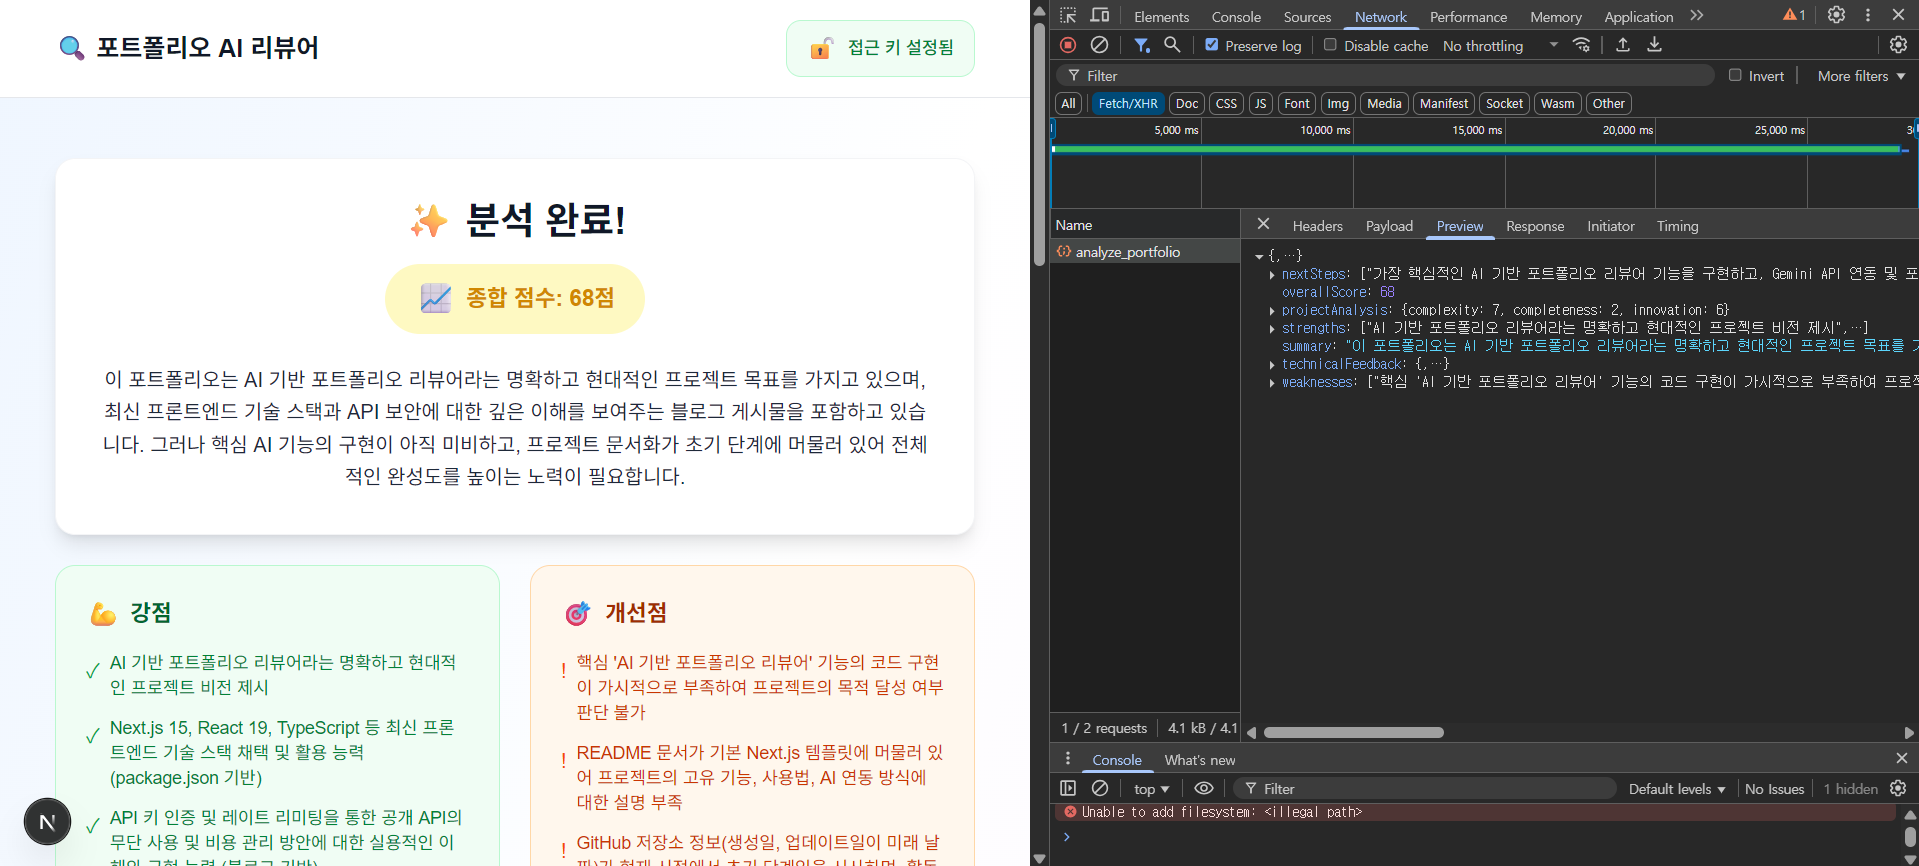 포트폴리오 AI 리뷰어
접근 키 설정됨
분석 완료!
종합 점수: 68점
이 포트폴리오는 AI 기반 포트폴리오 리뷰어라는 명확하고 현대적인 프로젝트 목표를 가지고 있으며,
최신 프론트엔드 기술 스택과 API 보안에 대한 깊은 이해를 보여주는 블로그 게시물을 포함하고 있습
니다. 그러나 핵심 AI 기능의 구현이 아직 미비하고, 프로젝트 문서화가 초기 단계에 머물러 있어 전체
적인 완성도를 높이는 노력이 필요합니다.
강점
✓ AI 기반 포트폴리오 리뷰어라는 명확하고 현대적
인 프로젝트 비전 제시
✓ Next.js 15, React 19, TypeScript 등 최신 프론
트엔드 기술 스택 채택 및 활용 능력
(package.json 기반)
✓ API 키 인증 및 레이트 리미팅을 통한 공개 API의
무단 사용 및 비용 관리 방안에 대한 실용적인 이
해와 구현 능력 (블로그 기반)
개선점
! 핵심 'AI 기반 포트폴리오 리뷰어' 기능의 코드 구현
이 가시적으로 부족하여 프로젝트의 목적 달성 여부
판단 불가
! README 문서가 기본 Next.js 템플릿에 머물러 있
어 프로젝트의 고유 기능, 사용법, AI 연동 방식에
대한 설명 부족
! GitHub 저장소 정보(생성일, 업데이트일이 미래 날
N
Elements Console Sources Network Performance Memory Application 1
Preserve log Disable cache No throttling
Filter Invert More filters
All Fetch/XHR Doc CSS JS Font Img Media Manifest Socket Wasm Other
5,000 ms 10,000 ms 15,000 ms 20,000 ms 25,000 ms 3
Name
analyze_portfolio
Headers Payload Preview Response Initiator Timing
{,…}
nextSteps: ["가장 핵심적인 AI 기반 포트폴리오 리뷰어 기능을 구현하고, Gemini API 연동 및 포
overallScore: 68
projectAnalysis: {complexity: 7, completeness: 2, innovation: 6}
strengths: ["AI 기반 포트폴리오 리뷰어라는 명확하고 현대적인 프로젝트 비전 제시",…]
summary: "이 포트폴리오는 AI 기반 포트폴리오 리뷰어라는 명확하고 현대적인 프로젝트 목표를 가
technicalFeedback: {,…}
weaknesses: ["핵심 'AI 기반 포트폴리오 리뷰어' 기능의 코드 구현이 가시적으로 부족하여 프로젝
1 / 2 requests 4.1 kB / 4.1
Console What's new
top Filter Default levels No Issues 1 hidden
Unable to add filesystem: <illegal path>